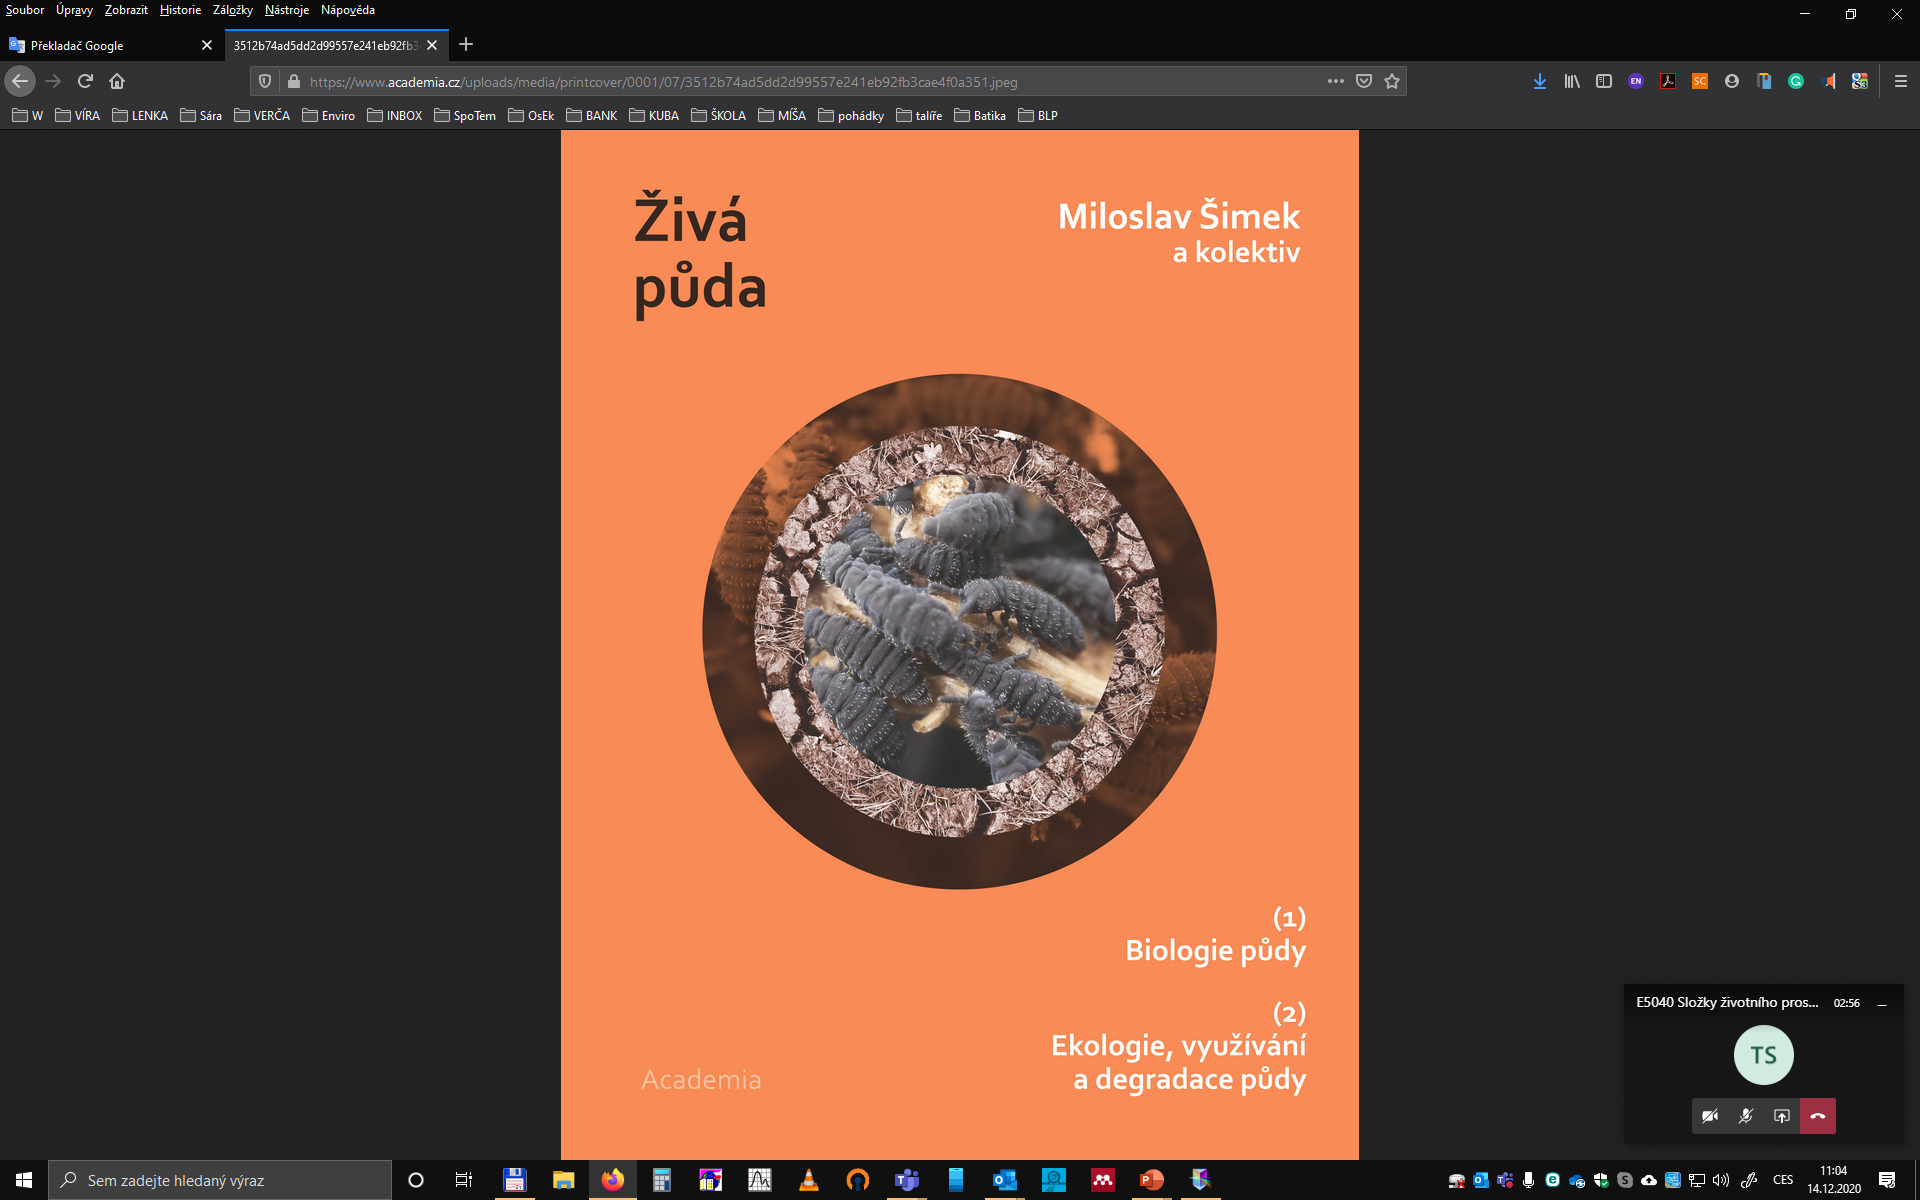 Soubor Úpravy Zobrazit Historie Záložky Nástroje Nápověda
Překladač Google
3512b74ad5dd2d99557e241eb92fb3
https://www.academia.cz/uploads/media/printcover/0001/07/3512b74ad5dd2d99557e241eb92fb3cae4f0a351.jpeg
W VÍRA LENKA Sára VERČA Enviro INBOX SpoTem OsEk BANK KUBA ŠKOLA MÍŠA pohádky talíře Batika BLP
Živá
půda
Miloslav Šimek
a kolektiv
(1)
Biologie půdy
(2)
Ekologie, využívání
a degradace půdy
Academia
E5040 Složky životního pros... 02:56
TS
Sem zadejte hledaný výraz
CES
11:04
14.12.2020